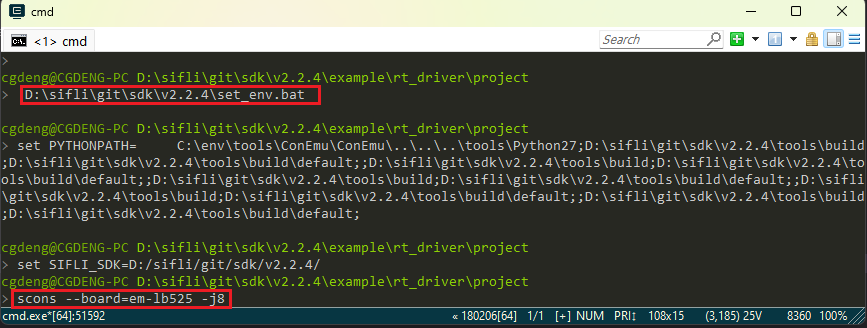 cmd
<1> cmd
Search
>
cgdeng@CGDENG-PC D:\sifli\git\sdk\v2.2.4\example\rt_driver\project
> D:\sifli\git\sdk\v2.2.4\set_env.bat
cgdeng@CGDENG-PC D:\sifli\git\sdk\v2.2.4\example\rt_driver\project
> set PYTHONPATH=     C:\env\tools\ConEmu\ConEmu\..\..\..\tools\Python27;D:\sifli\git\sdk\v2.2.4\tools\build
;D:\sifli\git\sdk\v2.2.4\tools\build\default;;D:\sifli\git\sdk\v2.2.4\tools\build;D:\sifli\git\sdk\v2.2.4\to
ols\build\default;;D:\sifli\git\sdk\v2.2.4\tools\build;D:\sifli\git\sdk\v2.2.4\tools\build\default;;D:\sifli
\git\sdk\v2.2.4\tools\build;D:\sifli\git\sdk\v2.2.4\tools\build\default;;D:\sifli\git\sdk\v2.2.4\tools\build
;D:\sifli\git\sdk\v2.2.4\tools\build\default;
cgdeng@CGDENG-PC D:\sifli\git\sdk\v2.2.4\example\rt_driver\project
> set SIFLI_SDK=D:/sifli/git/sdk/v2.2.4/
cgdeng@CGDENG-PC D:\sifli\git\sdk\v2.2.4\example\rt_driver\project
> scons --board=em-lb525 -j8
cmd.exe*[64]:51592 « 180206[64] 1/1 [+] NUM PRI↕ 108x15 (3,185) 25V 8360 100%